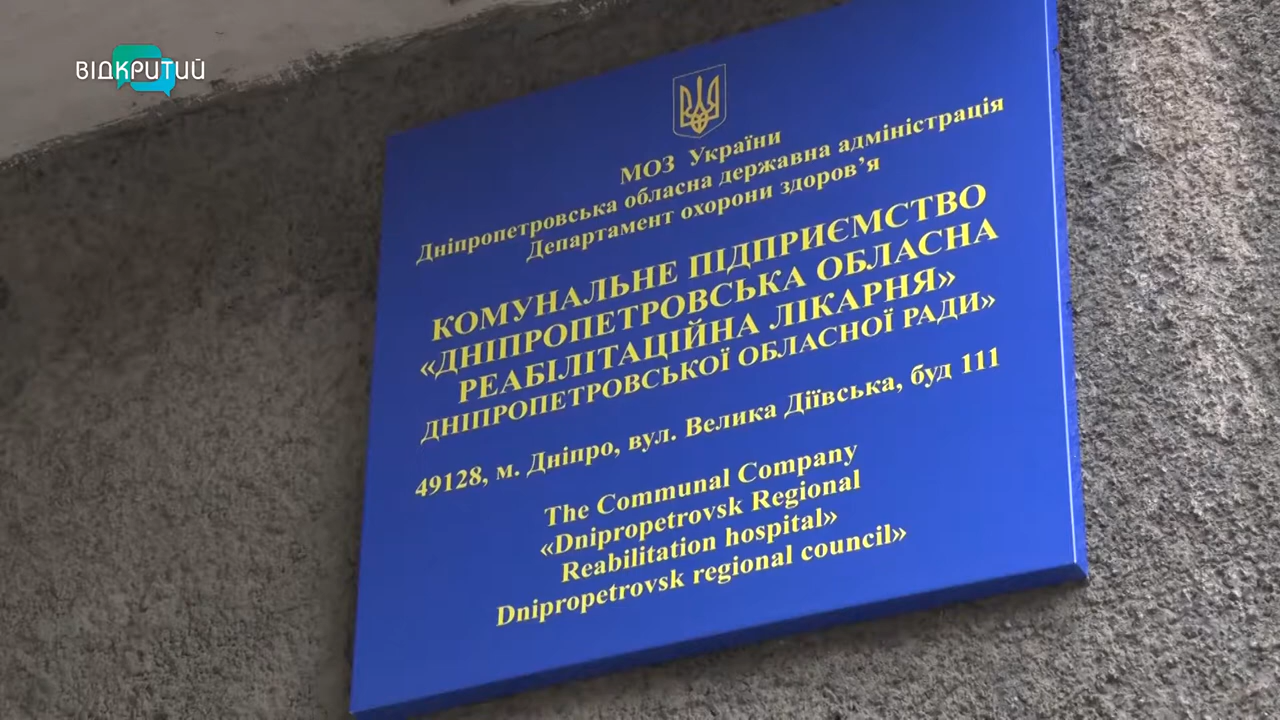 ВІДКРИТИЙ
МОЗ України
Дніпропетровська обласна державна адміністрація
Департамент охорони здоров’я
КОМУНАЛЬНЕ ПІДПРИЄМСТВО
«ДНІПРОПЕТРОВСЬКА ОБЛАСНА
РЕАБІЛІТАЦІЙНА ЛІКАРНЯ»
ДНІПРОПЕТРОВСЬКОЇ ОБЛАСНОЇ РАДИ»
49128, м. Дніпро, вул. Велика Діївська, буд 111
The Communal Company
«Dnipropetrovsk Regional
Reabilitation hospital»
Dnipropetrovsk regional council»